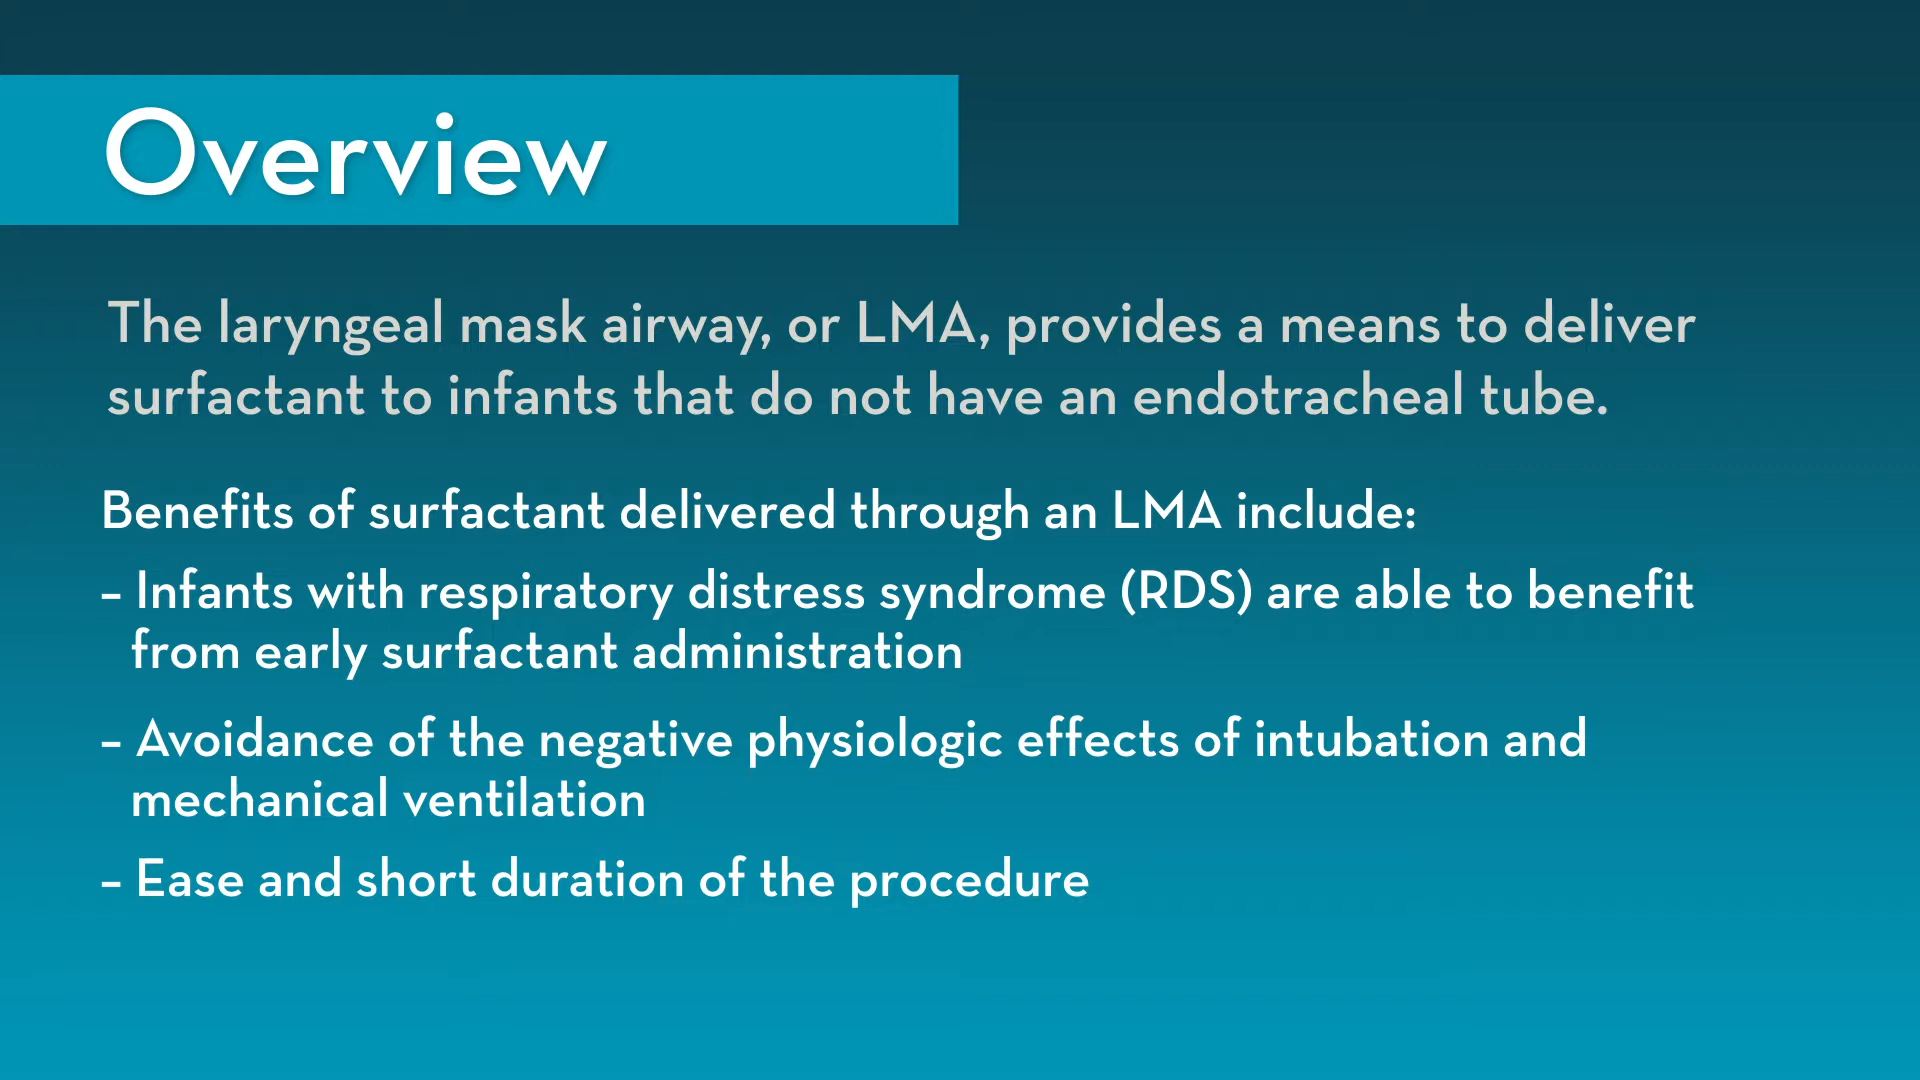 Overview
The laryngeal mask airway, or LMA, provides a means to deliver
surfactant to infants that do not have an endotracheal tube.
Benefits of surfactant delivered through an LMA include:
– Infants with respiratory distress syndrome (RDS) are able to benefit
from early surfactant administration
– Avoidance of the negative physiologic effects of intubation and
mechanical ventilation
– Ease and short duration of the procedure